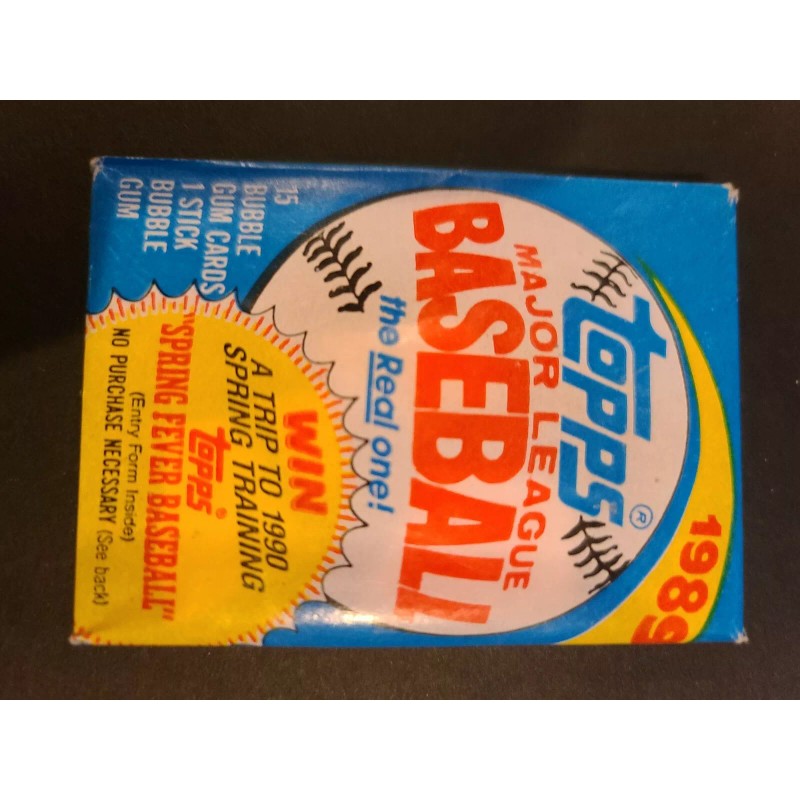 1989
topps®
MAJOR LEAGUE
BASEBALL
the Real one!
15
BUBBLE
GUM CARDS
1 STICK
BUBBLE
GUM
WIN
A TRIP TO 1990
SPRING TRAINING
topps®
"SPRING FEVER BASEBALL"
(Entry Form Inside)
NO PURCHASE NECESSARY (See back)